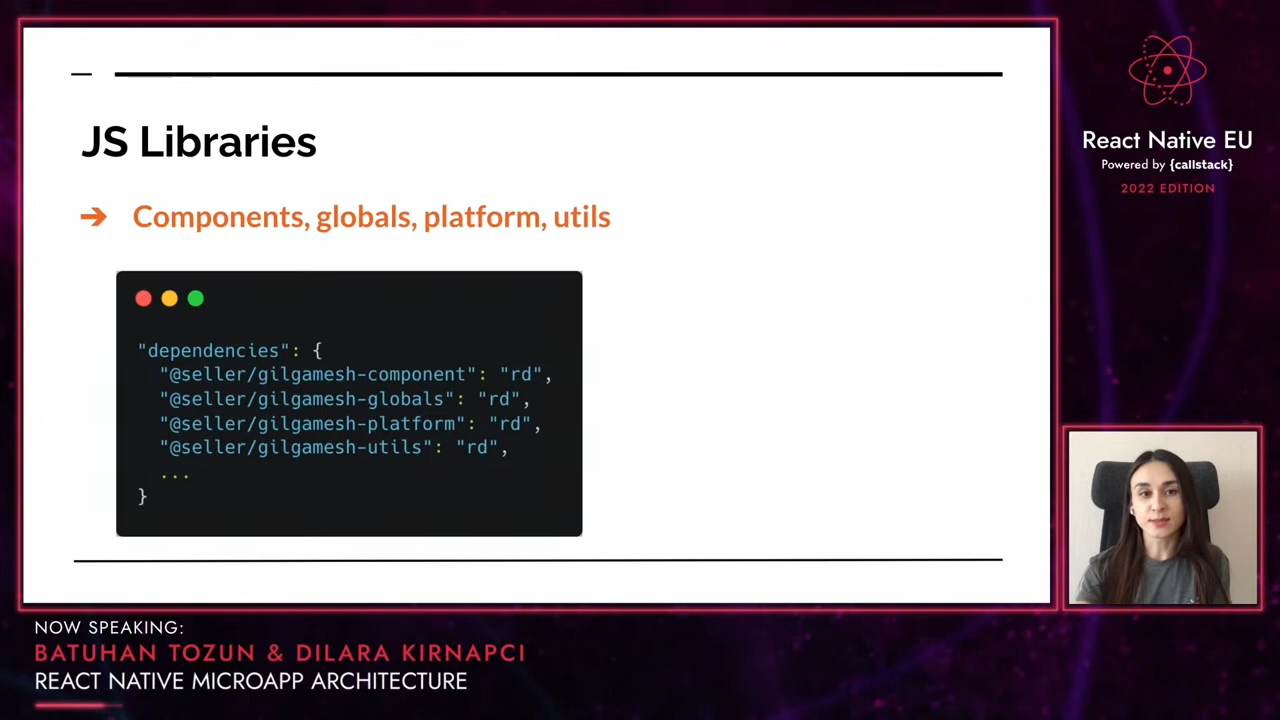 JS Libraries
➔ Components, globals, platform, utils
"dependencies": {
"@seller/gilgamesh-component": "rd",
"@seller/gilgamesh-globals": "rd",
"@seller/gilgamesh-platform": "rd",
"@seller/gilgamesh-utils": "rd",
...
}
React Native EU
Powered by {callstack}
2022 EDITION
NOW SPEAKING:
BATUHAN TOZUN & DILARA KIRNAPCI
REACT NATIVE MICROAPP ARCHITECTURE